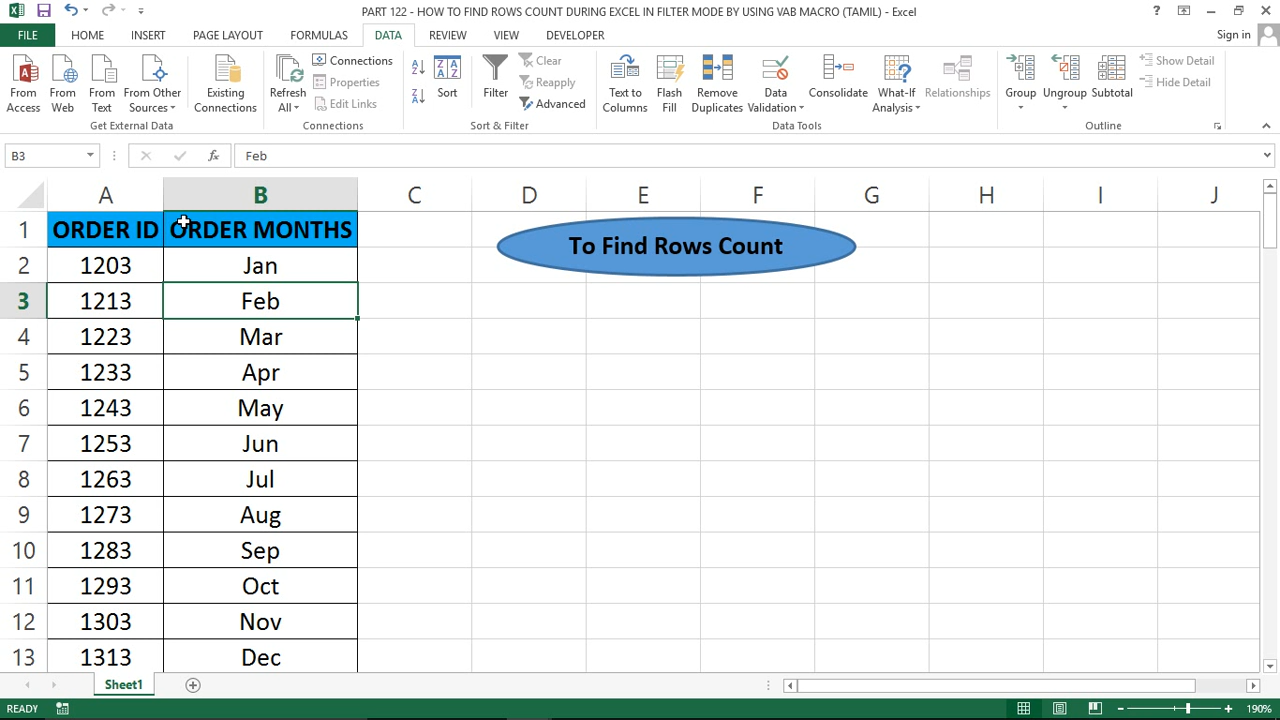 PART 122 - HOW TO FIND ROWS COUNT DURING EXCEL IN FILTER MODE BY USING VAB MACRO (TAMIL) - Excel
FILE HOME INSERT PAGE LAYOUT FORMULAS DATA REVIEW VIEW DEVELOPER Sign in
From Access
From Web
From Text
From Other Sources
Existing Connections
Get External Data
Refresh All
Connections
Properties
Edit Links
Connections
Sort
Filter
Clear
Reapply
Advanced
Sort & Filter
Text to Columns
Flash Fill
Remove Duplicates
Data Validation
Consolidate
What-If Analysis
Relationships
Data Tools
Group
Ungroup
Subtotal
Show Detail
Hide Detail
Outline
B3 fx Feb
A B C D E F G H I J
1 ORDER ID ORDER MONTHS
To Find Rows Count
2 1203 Jan
3 1213 Feb
4 1223 Mar
5 1233 Apr
6 1243 May
7 1253 Jun
8 1263 Jul
9 1273 Aug
10 1283 Sep
11 1293 Oct
12 1303 Nov
13 1313 Dec
Sheet1
READY 190%